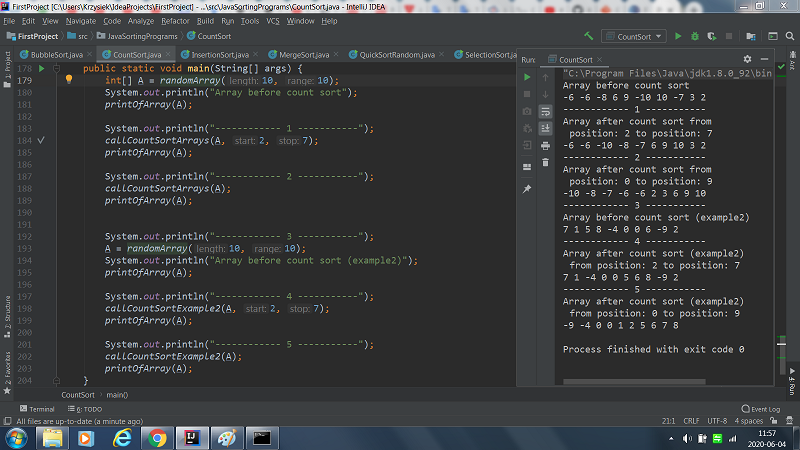 FirstProject [C:\Users\Krzysiek\IdeaProjects\FirstProject] - ...\src\JavaSortingPrograms\CountSort.java - IntelliJ IDEA
File Edit View Navigate Code Analyze Refactor Build Run Tools VCS Window Help
FirstProject src JavaSortingPrograms CountSort CountSort
BubbleSort.java CountSort.java InsertionSort.java MergeSort.java QuickSortRandom.java SelectionSort.java
1: Project
Ant
178 public static void main(String[] args) {
179 int[] A = randomArray( length: 10, range: 10);
180 System.out.println("Array before count sort");
181 printOfArray(A);
182
183 System.out.println("------------ 1 -----------");
184 callCountSortArrays(A, start: 2, stop: 7);
185 printOfArray(A);
186
187 System.out.println("------------ 2 -----------");
188 callCountSortArrays(A);
189 printOfArray(A);
190
191
192 System.out.println("------------ 3 -----------");
193 A = randomArray( length: 10, range: 10);
194 System.out.println("Array before count sort (example2)");
195 printOfArray(A);
196
197 System.out.println("------------ 4 -----------");
198 callCountSortExample2(A, start: 2, stop: 7);
199 printOfArray(A);
200
201 System.out.println("------------ 5 -----------");
202 callCountSortExample2(A);
203 printOfArray(A);
204 }
CountSort main()
Run: CountSort
"C:\Program Files\Java\jdk1.8.0_92\bin
Array before count sort
-6 -6 -8 6 9 -10 10 -7 3 2
------------ 1 -----------
Array after count sort from
position: 2 to position: 7
-6 -6 -10 -8 -7 6 9 10 3 2
------------ 2 -----------
Array after count sort from
position: 0 to position: 9
-10 -8 -7 -6 -6 2 3 6 9 10
------------ 3 -----------
Array before count sort (example2)
7 1 5 8 -4 0 0 6 -9 2
------------ 4 -----------
Array after count sort (example2)
from position: 2 to position: 7
7 1 -4 0 0 5 6 8 -9 2
------------ 5 -----------
Array after count sort (example2)
from position: 0 to position: 9
-9 -4 0 0 1 2 5 6 7 8
Process finished with exit code 0
7: Structure
2: Favorites
4: Run
Terminal 6: TODO Event Log
All files are up-to-date (a minute ago) 21:1 CRLF UTF-8 4 spaces
11:57
2020-06-04